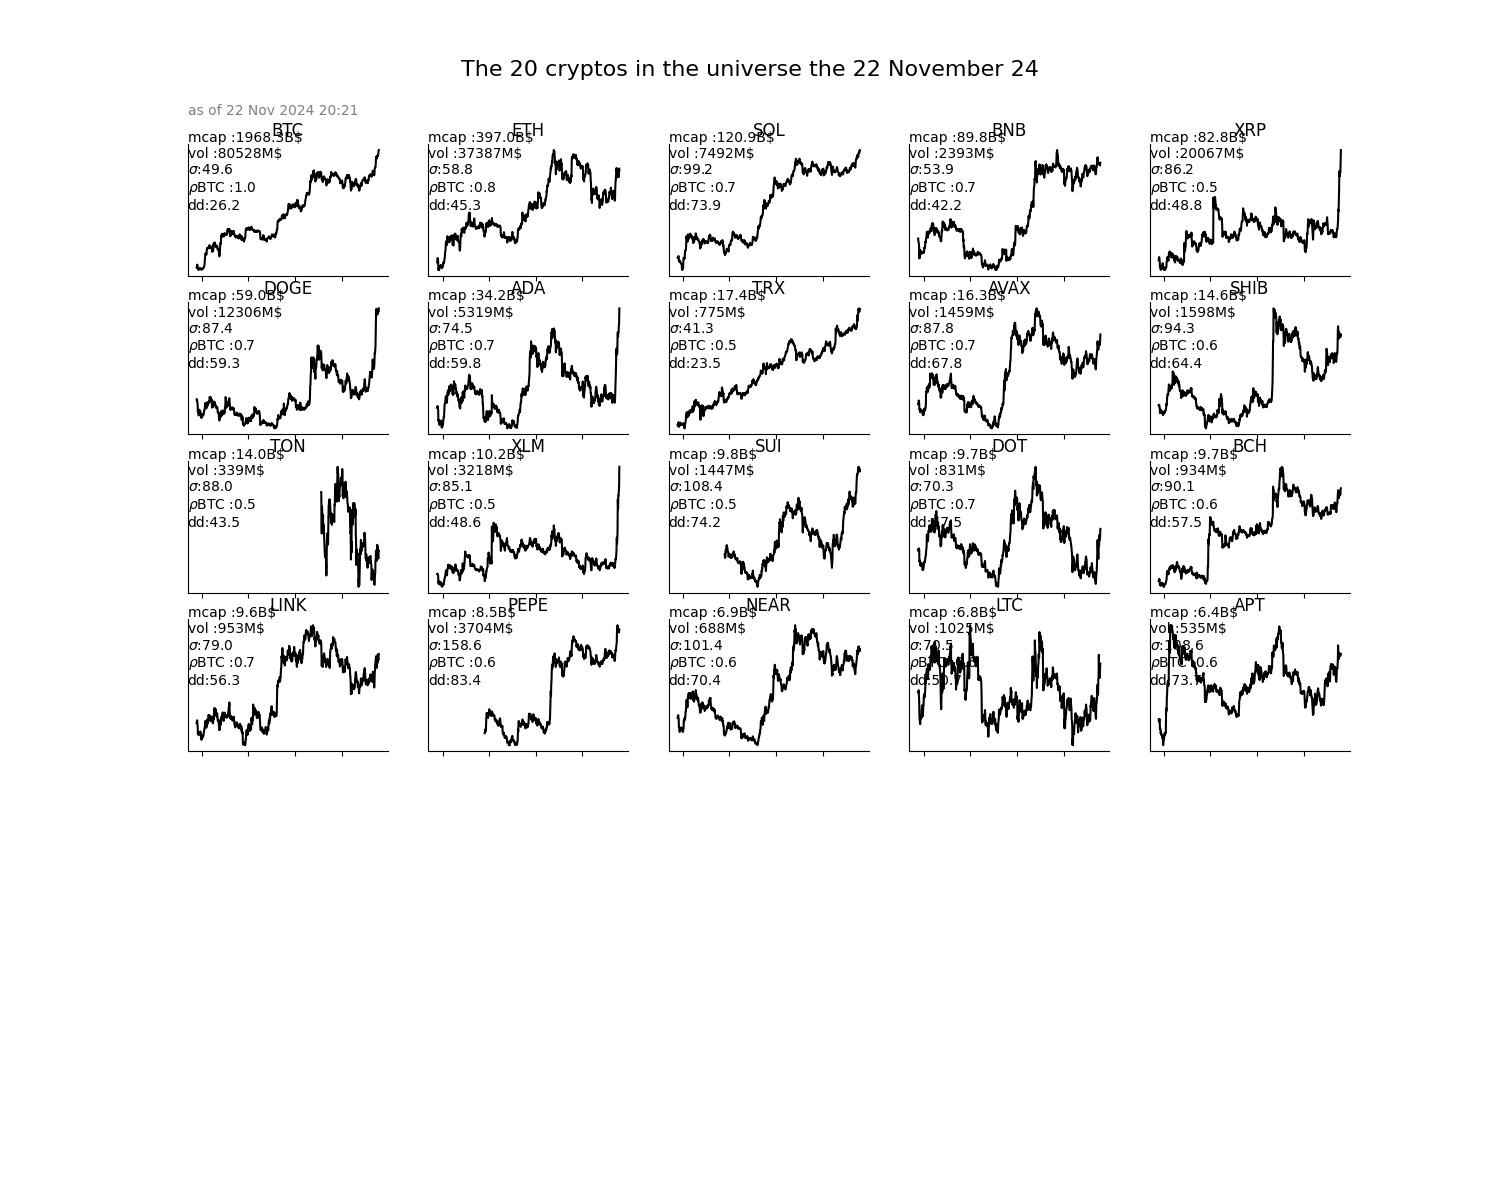 The 20 cryptos in the universe the 22 November 24
as of 22 Nov 2024 20:21
BTC
mcap :1968.3B$
vol :80528M$
σ:49.6
ρBTC :1.0
dd:26.2
ETH
mcap :397.0B$
vol :37387M$
σ:58.8
ρBTC :0.8
dd:45.3
SOL
mcap :120.9B$
vol :7492M$
σ:99.2
ρBTC :0.7
dd:73.9
BNB
mcap :89.8B$
vol :2393M$
σ:53.9
ρBTC :0.7
dd:42.2
XRP
mcap :82.8B$
vol :20067M$
σ:86.2
ρBTC :0.5
dd:48.8
DOGE
mcap :59.0B$
vol :12306M$
σ:87.4
ρBTC :0.7
dd:59.3
ADA
mcap :34.2B$
vol :5319M$
σ:74.5
ρBTC :0.7
dd:59.8
TRX
mcap :17.4B$
vol :775M$
σ:41.3
ρBTC :0.5
dd:23.5
AVAX
mcap :16.3B$
vol :1459M$
σ:87.8
ρBTC :0.7
dd:67.8
SHIB
mcap :14.6B$
vol :1598M$
σ:94.3
ρBTC :0.6
dd:64.4
TON
mcap :14.0B$
vol :339M$
σ:88.0
ρBTC :0.5
dd:43.5
XLM
mcap :10.2B$
vol :3218M$
σ:85.1
ρBTC :0.5
dd:48.6
SUI
mcap :9.8B$
vol :1447M$
σ:108.4
ρBTC :0.5
dd:74.2
DOT
mcap :9.7B$
vol :831M$
σ:70.3
ρBTC :0.7
BCH
mcap :9.7B$
vol :934M$
σ:90.1
ρBTC :0.6
dd:57.5
LINK
mcap :9.6B$
vol :953M$
σ:79.0
ρBTC :0.7
dd:56.3
PEPE
mcap :8.5B$
vol :3704M$
σ:158.6
ρBTC :0.6
dd:83.4
NEAR
mcap :6.9B$
vol :688M$
σ:101.4
ρBTC :0.6
dd:70.4
LTC
mcap :6.8B$
vol :1025M$
APT
mcap :6.4B$
vol :535M$
ρBTC :0.6